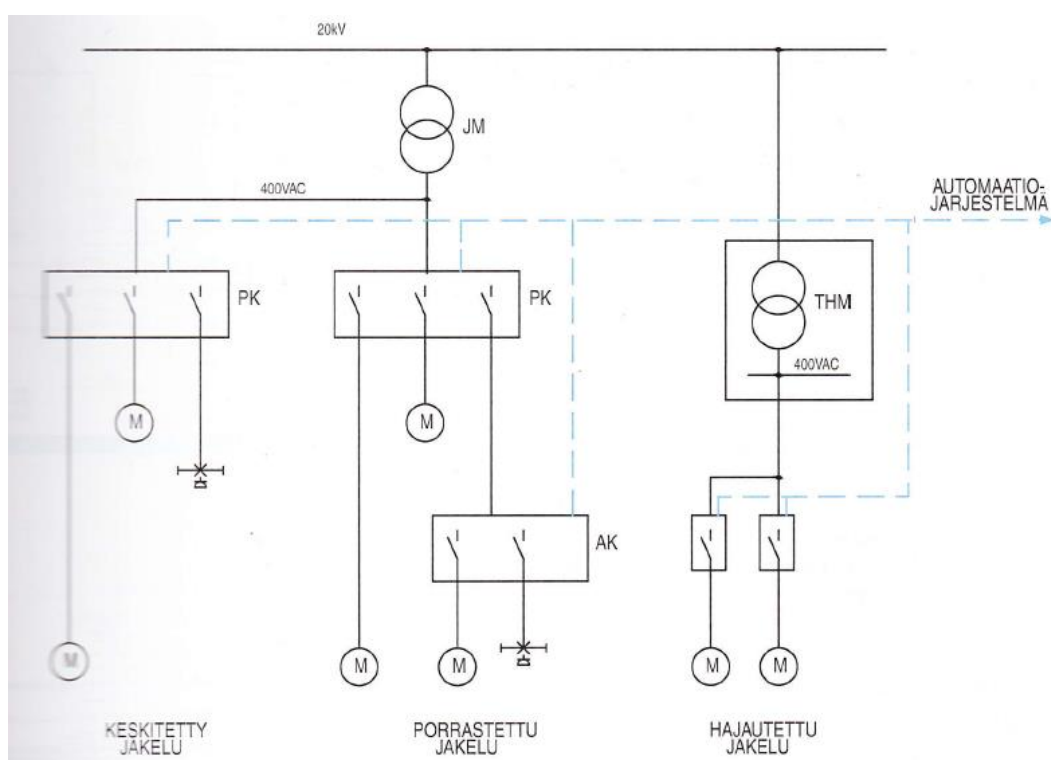 20kV
JM
400VAC
AUTOMAATIO-
JÄRJESTELMÄ
PK
PK
THM
400VAC
M
M
AK
M
M
M
M
M
KESKITETTY
JAKELU
PORRASTETTU
JAKELU
HAJAUTETTU
JAKELU